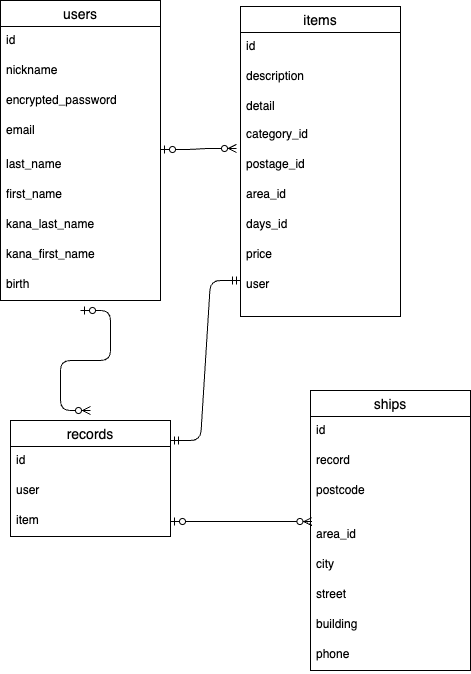 users
id
nickname
encrypted_password
email
last_name
first_name
kana_last_name
kana_first_name
birth
items
id
description
detail
category_id
postage_id
area_id
days_id
price
user
records
id
user
item
ships
id
record
postcode
area_id
city
street
building
phone